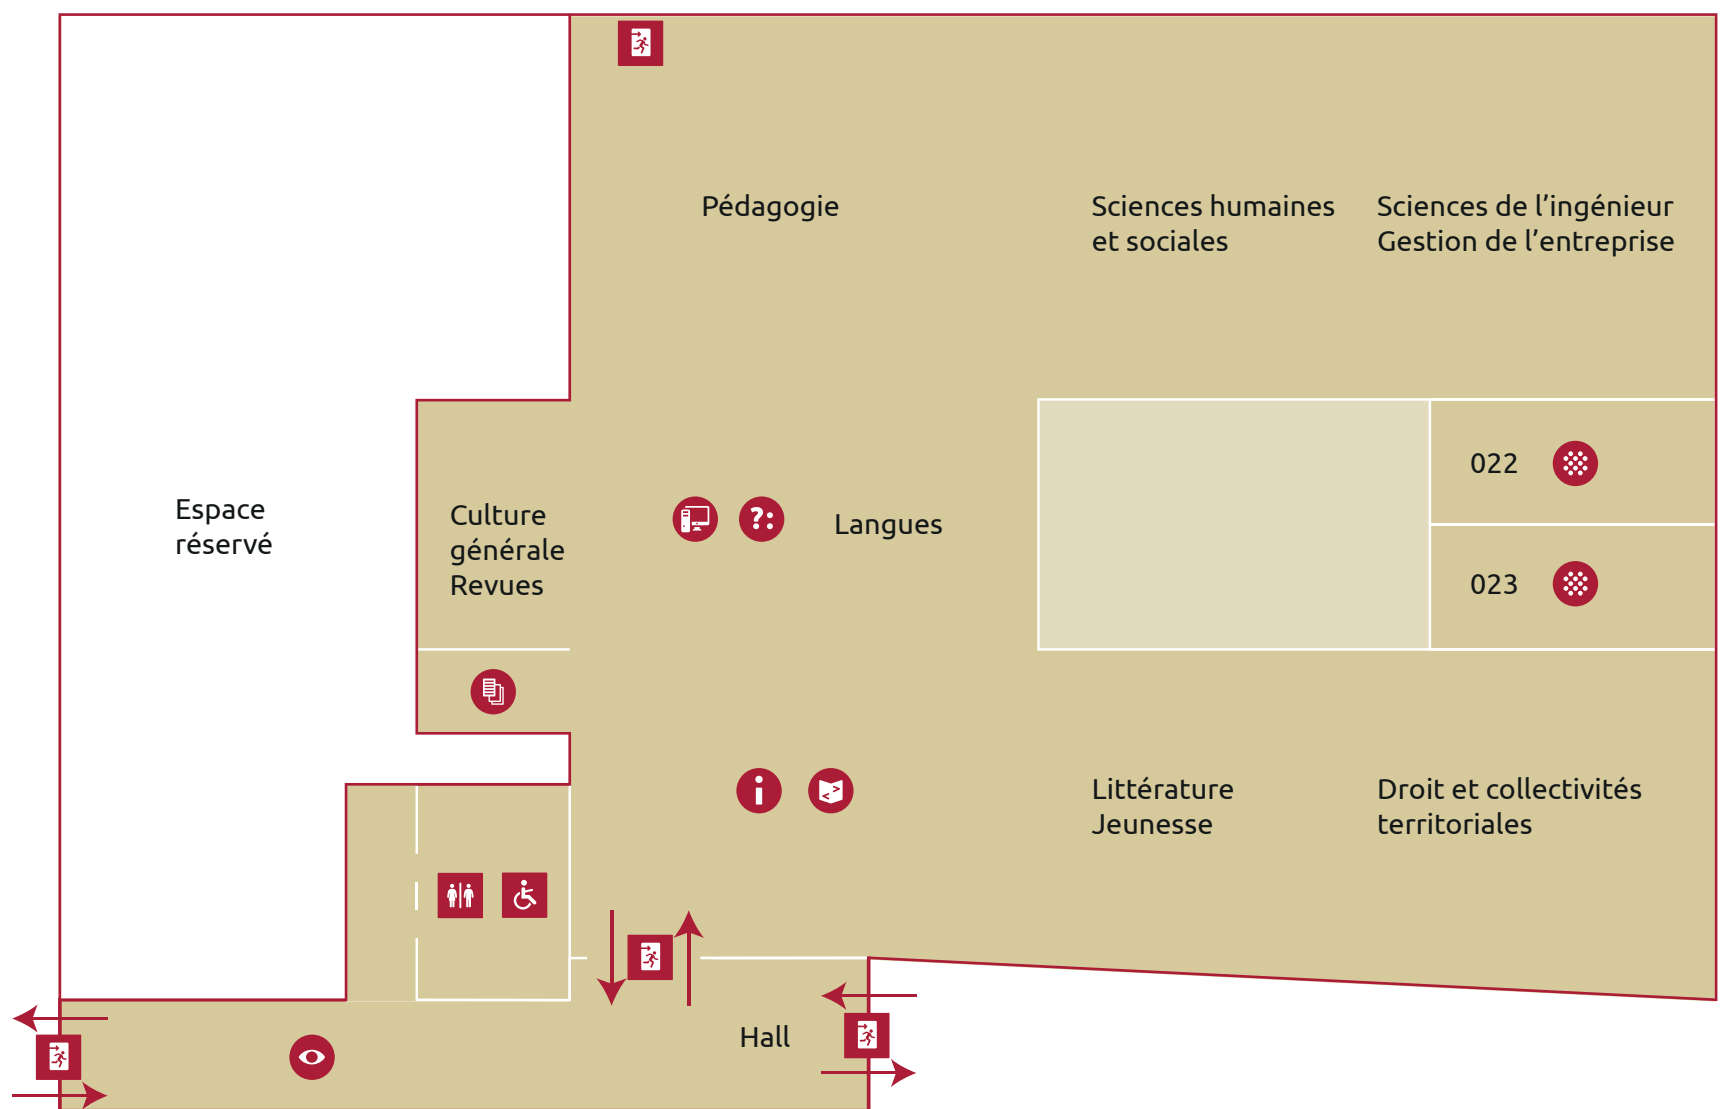 Pédagogie
Sciences humaines
et sociales
Sciences de l’ingénieur
Gestion de l’entreprise
Espace
réservé
Culture
générale
Revues
?:
Langues
022
023
i
Littérature
Jeunesse
Droit et collectivités
territoriales
Hall